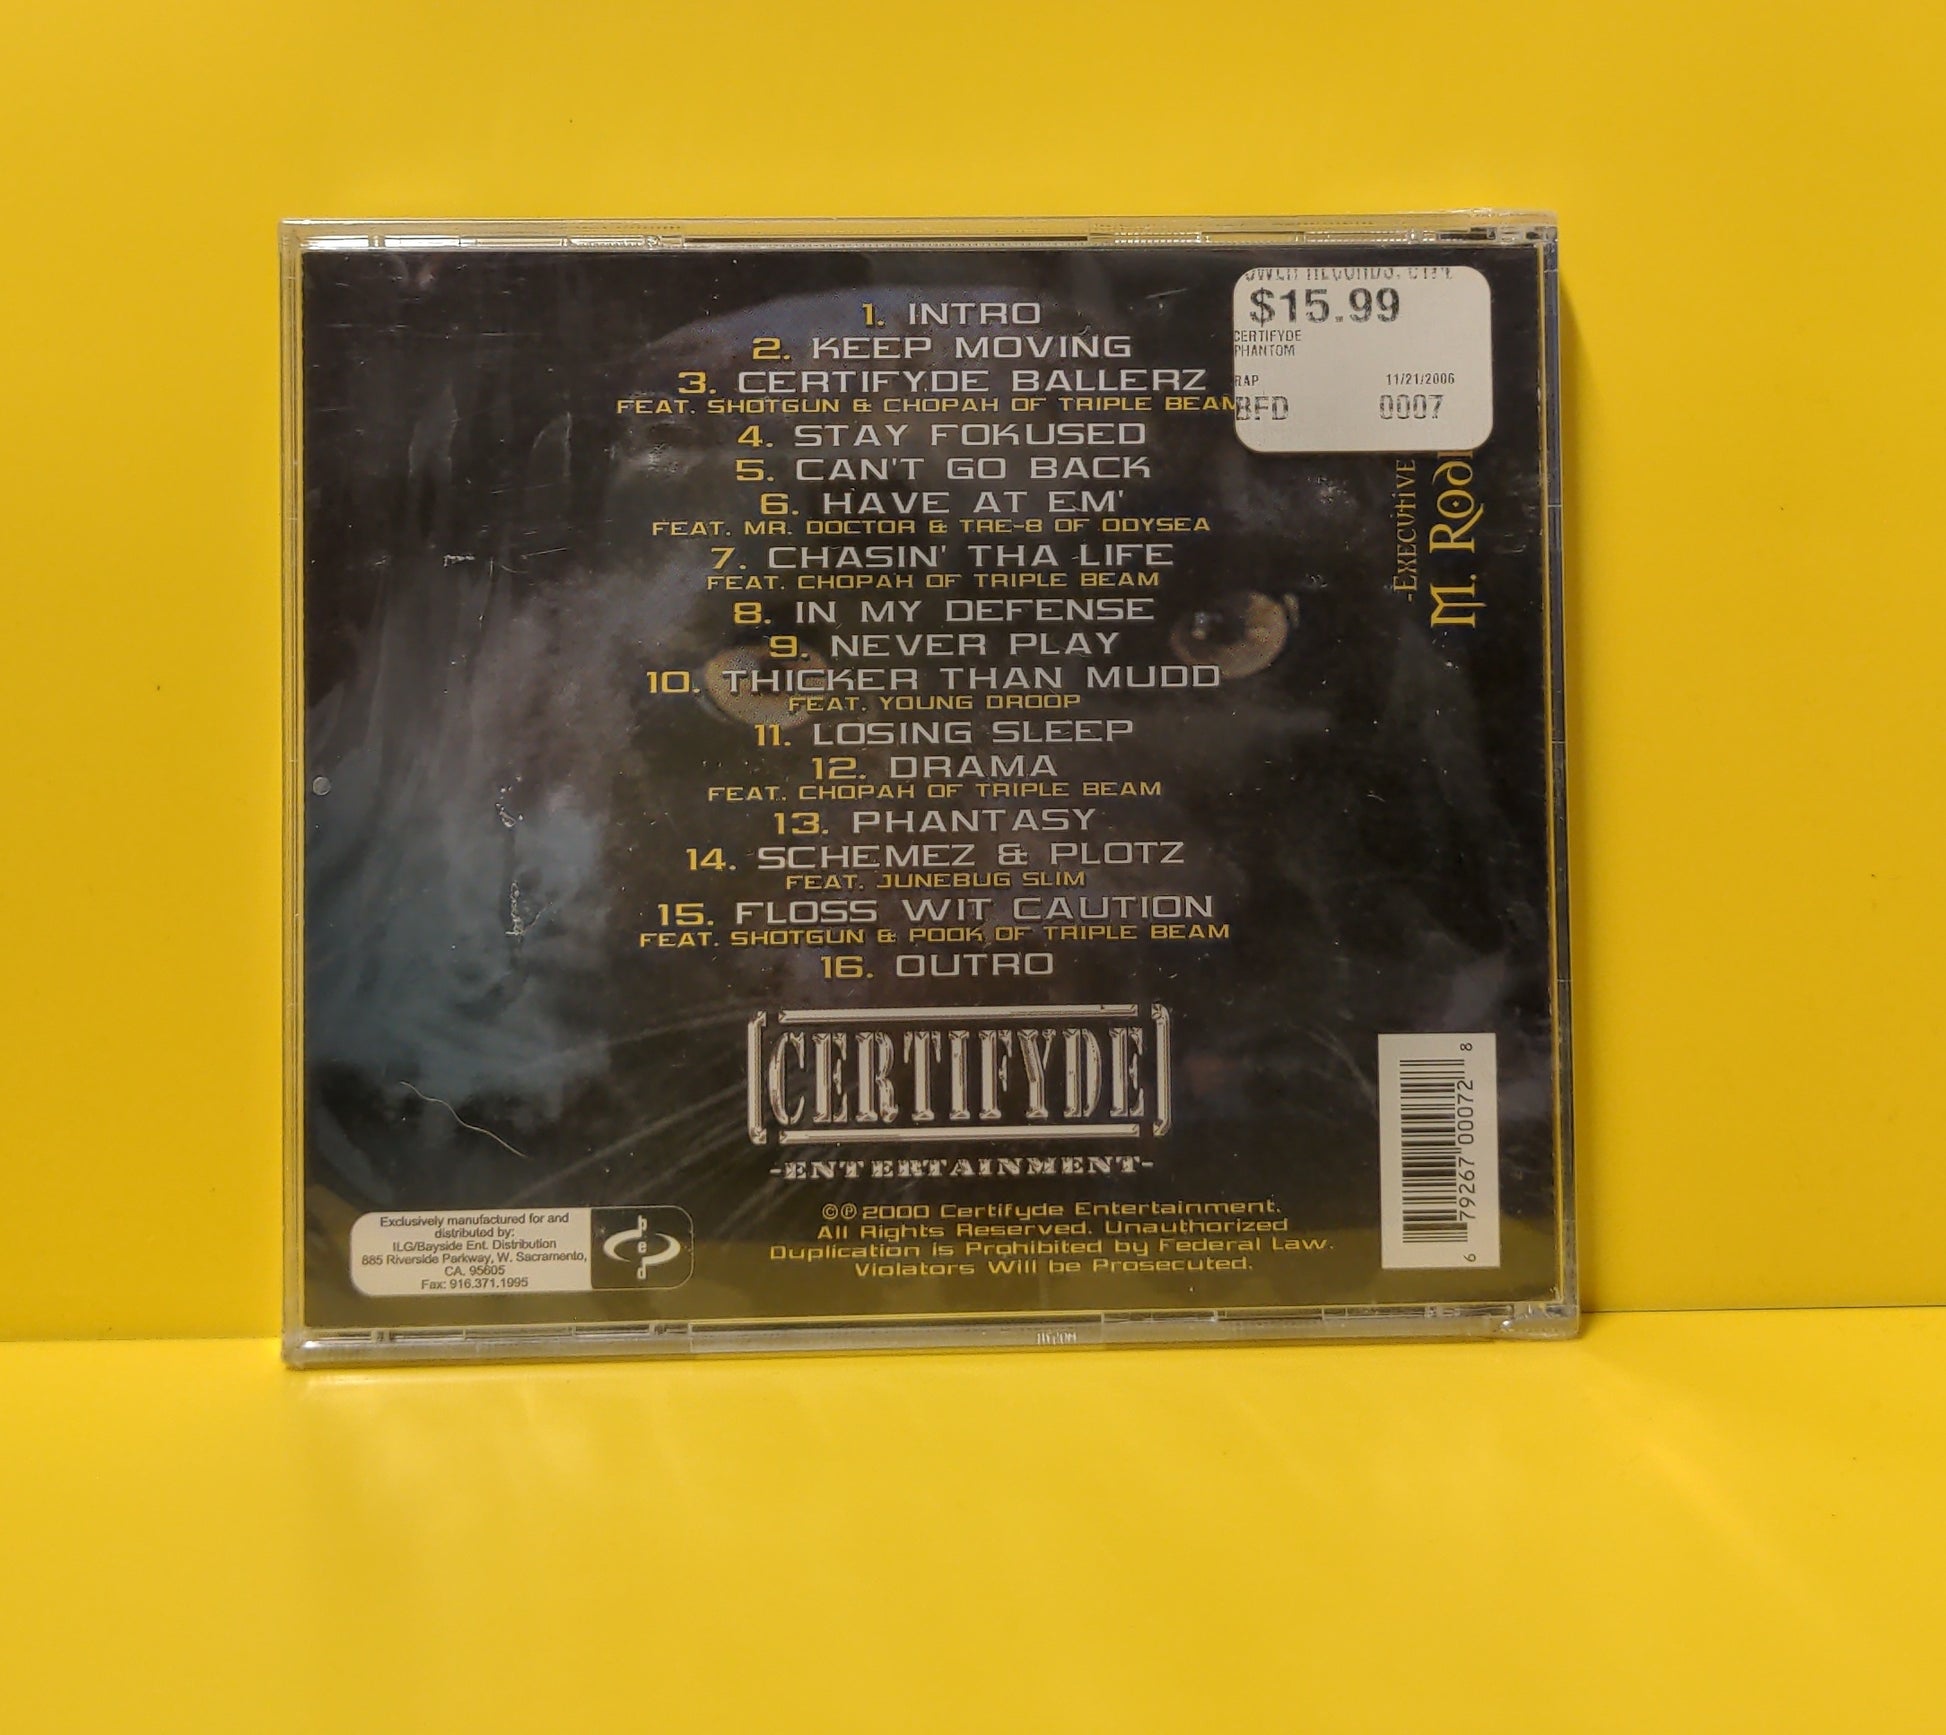 1. INTRO
2. KEEP MOVING
3. CERTIFYDE BALLERZ
FEAT. SHOTGUN & CHOPAH OF TRIPLE BEAM
4. STAY FOKUSED
5. CAN'T GO BACK
6. HAVE AT EM'
FEAT. MR. DOCTOR & TRE-8 OF ODYSEA
7. CHASIN' THA LIFE
FEAT. CHOPAH OF TRIPLE BEAM
8. IN MY DEFENSE
9. NEVER PLAY
10. THICKER THAN MUDD
FEAT. YOUNG DROOP
11. LOSING SLEEP
12. DRAMA
FEAT. CHOPAH OF TRIPLE BEAM
13. PHANTASY
14. SCHEMEZ & PLOTZ
FEAT. JUNEBUG SLIM
15. FLOSS WIT CAUTION
FEAT. SHOTGUN & POOK OF TRIPLE BEAM
16. OUTRO
CERTIFYDE
-ENTERTAINMENT-
©℗ 2000 Certifyde Entertainment.
All Rights Reserved. Unauthorized
Duplication is Prohibited by Federal Law.
Violators Will be Prosecuted.
Exclusively manufactured for and
distributed by:
ILG/Bayside Ent. Distribution
885 Riverside Parkway, W. Sacramento,
CA. 95605
Fax: 916.371.1995
bed
$15.99
CERTIFYDE
PHANTOM
RAP 11/21/2006
BFD 0007
-Executive
M.
6 79267 00072 8